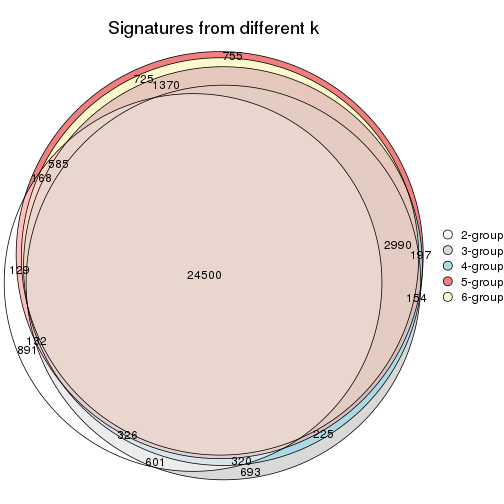 Signatures from different k
755
725
1370
585
168
2990
197
129
24500
154
132
891
326
225
601
320
693
2-group
3-group
4-group
5-group
6-group